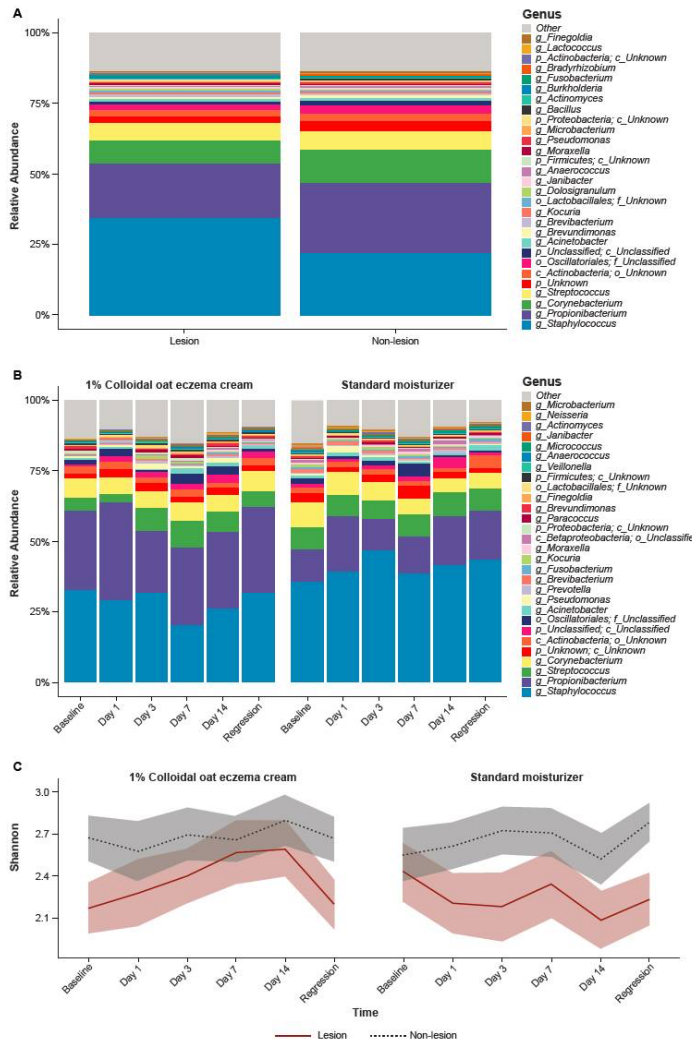 A
Genus
100%
75%
50%
25%
0%
Relative Abundance
Lesion
Non-lesion
Other
g_Finegoldia
g_Lactococcus
p_Actinobacteria; c_Unknown
g_Bradyrhizobium
g_Fusobacterium
g_Burkholderia
g_Actinomyces
g_Bacillus
p_Proteobacteria; c_Unknown
g_Microbacterium
g_Pseudomonas
g_Moraxella
p_Firmicutes; c_Unknown
g_Anaerococcus
g_Janibacter
g_Dolosigranulum
o_Lactobacillales; f_Unknown
g_Kocuria
g_Brevibacterium
g_Brevundimonas
g_Acinetobacter
p_Unclassified; c_Unclassified
o_Oscillatoriales; f_Unclassified
c_Actinobacteria; o_Unknown
p_Unknown
g_Streptococcus
g_Corynebacterium
g_Propionibacterium
g_Staphylococcus
B
1% Colloidal oat eczema cream
Standard moisturizer
Genus
100%
75%
50%
25%
0%
Relative Abundance
Baseline
Day 1
Day 3
Day 7
Day 14
Regression
Baseline
Day 1
Day 3
Day 7
Day 14
Regression
Other
g_Microbacterium
g_Neisseria
g_Actinomyces
g_Janibacter
g_Micrococcus
g_Anaerococcus
g_Veillonella
p_Firmicutes; c_Unknown
o_Lactobacillales; f_Unknown
g_Finegoldia
g_Brevundimonas
g_Paracoccus
p_Proteobacteria; c_Unknown
c_Betaproteobacteria; o_Unclassifie
g_Moraxella
g_Kocuria
g_Fusobacterium
g_Brevibacterium
g_Prevotella
g_Pseudomonas
g_Acinetobacter
o_Oscillatoriales; f_Unclassified
p_Unclassified; c_Unclassified
c_Actinobacteria; o_Unknown
p_Unknown; c_Unknown
g_Corynebacterium
g_Streptococcus
g_Propionibacterium
g_Staphylococcus
C
1% Colloidal oat eczema cream
Standard moisturizer
3.0
2.7
2.4
2.1
Shannon
Baseline
Day 1
Day 3
Day 7
Day 14
Regression
Baseline
Day 1
Day 3
Day 7
Day 14
Regression
Time
Lesion
Non-lesion